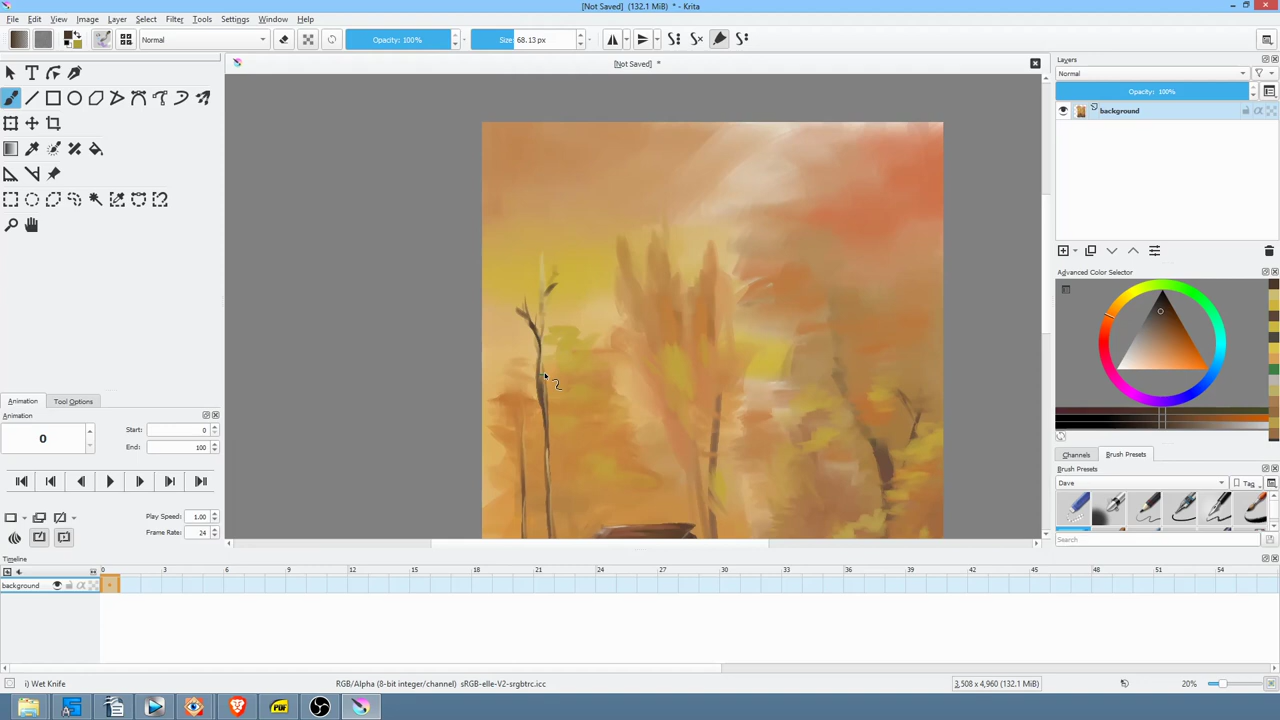 [Not Saved] (132.1 MiB) * - Krita
File Edit View Image Layer Select Filter Tools Settings Window Help
Normal
Opacity: 100%
Size: 68.13 px
[Not Saved] *
Layers
Normal
Opacity: 100%
background
Advanced Color Selector
Animation Tool Options
Animation
0
Start: 0
End: 100
Play Speed: 1.00
Frame Rate: 24
Channels Brush Presets
Brush Presets
Dave
Tag
Search
Timeline
0 3 6 9 12 15 18 21 24 27 30 33 36 39 42 45 48 51 54
background
i) Wet Knife
RGB/Alpha (8-bit integer/channel) sRGB-elle-V2-srgbtrc.icc
3,508 x 4,960 (132.1 MiB)
20%
PDF